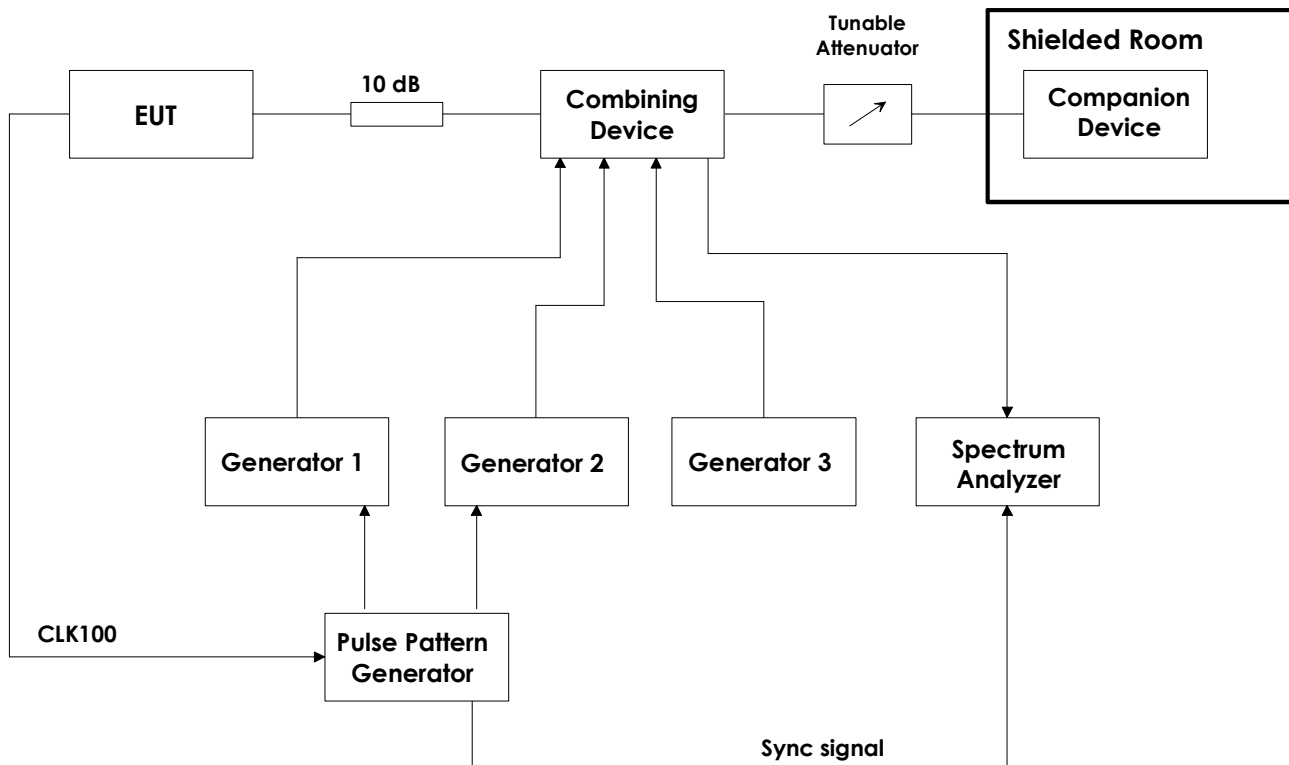 Tunable
Attenuator
Shielded Room
10 dB
EUT
Combining
Device
Companion
Device
Generator 1
Generator 2
Generator 3
Spectrum
Analyzer
CLK100
Pulse Pattern
Generator
Sync signal